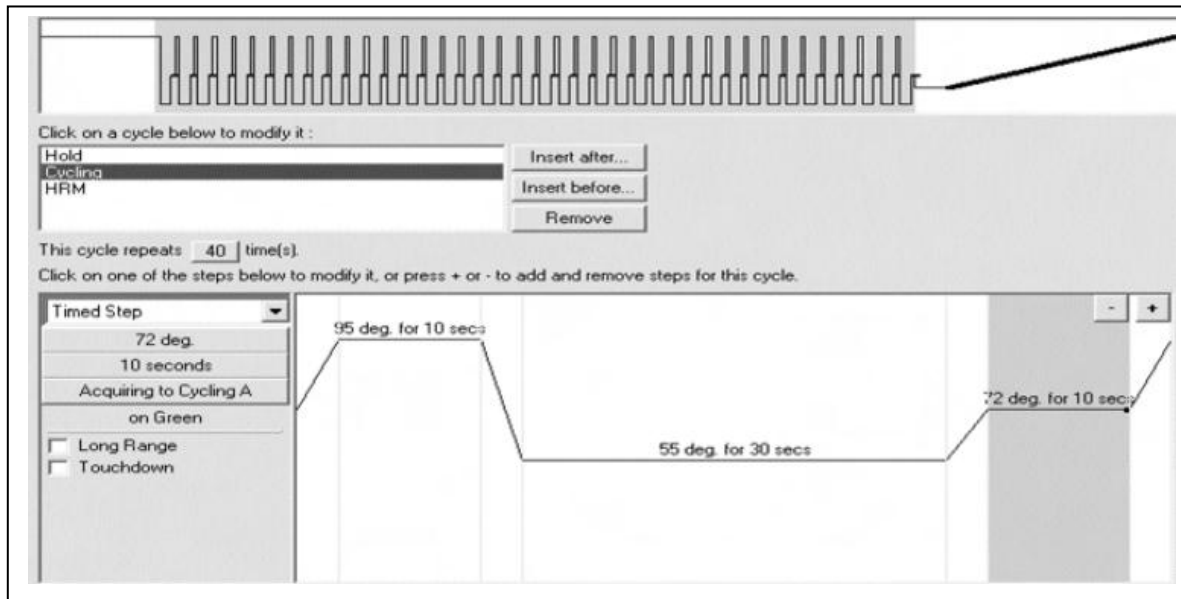 Click on a cycle below to modify it :
Hold
Cycling
HRM
Insert after...
Insert before...
Remove
This cycle repeats 40 time(s).
Click on one of the steps below to modify it, or press + or - to add and remove steps for this cycle.
Timed Step
72 deg.
10 seconds
Acquiring to Cycling A
on Green
Long Range
Touchdown
95 deg. for 10 secs
55 deg. for 30 secs
72 deg. for 10 secs
- +